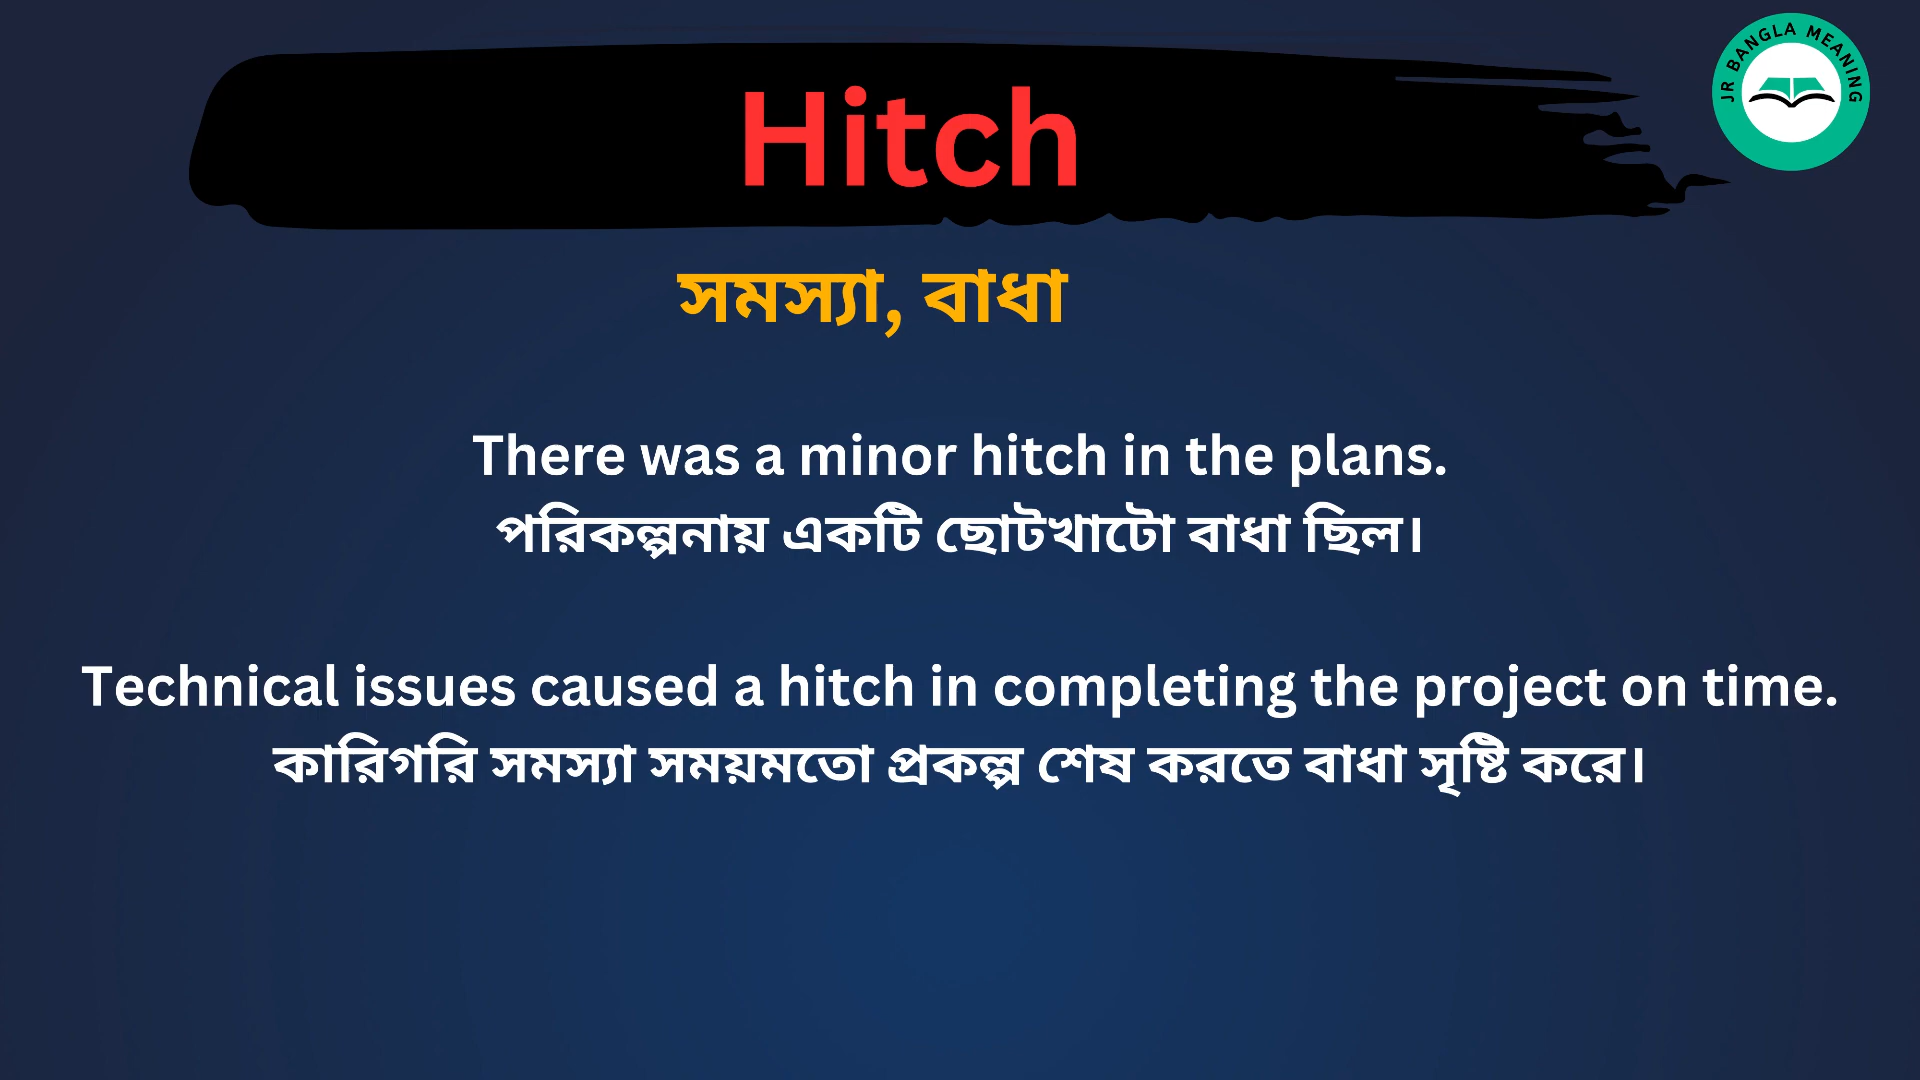 JR BANGLA MEANING
Hitch
সমস্যা, বাধা
There was a minor hitch in the plans.
পরিকল্পনায় একটি ছোটখাটো বাধা ছিল।
Technical issues caused a hitch in completing the project on time.
কারিগরি সমস্যা সময়মতো প্রকল্প শেষ করতে বাধা সৃষ্টি করে।